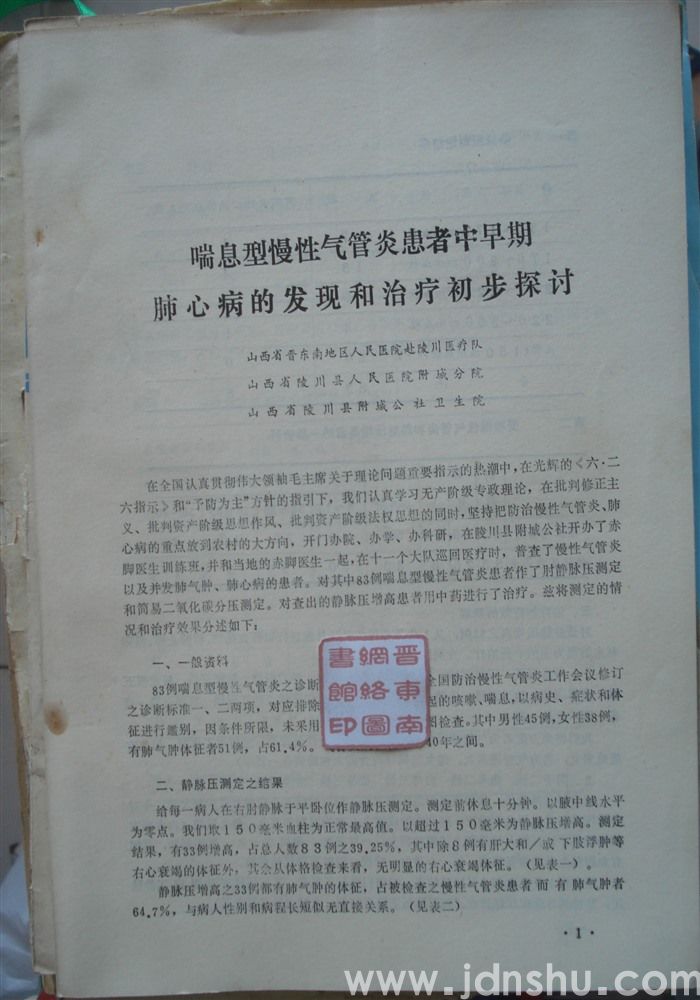 喘息型慢性气管炎患者中早期
肺心病的发现和治疗初步探讨
山西省晋东南地区人民医院赴陵川医疗队
山西省陵川县人民医院附城分院
山西省陵川县附城公社卫生院
在全国认真贯彻伟大领袖毛主席关于理论问题重要指示的热潮中，在光辉的《六·二
六指示》和“予防为主”方针的指引下，我们认真学习无产阶级专政理论，在批判修正主
义、批判资产阶级思想作风、批判资产阶级法权思想的同时，坚持把防治慢性气管炎、肺
心病的重点放到农村的大方向，开门办院、办学、办科研，在陵川县附城公社开办了赤
脚医生训练班，并和当地的赤脚医生一起，在十一个大队巡回医疗时，普查了慢性气管炎
以及并发肺气肿、肺心病的患者。对其中83例喘息型慢性气管炎患者作了肘静脉压测定
和简易二氧化碳分压测定。对查出的静脉压增高患者用中药进行了治疗。兹将测定的情
况和治疗效果分述如下：
一、一般资料
83例喘息型慢性气管炎之诊断 全国防治慢性气管炎工作会议修订
之诊断标准一、二两项，对应排除 起的咳嗽、喘息，以病史、症状和体
征进行鉴别，因条件所限，未采用 图检查。其中男性45例，女性38例，
有肺气肿体征者51例，占61.4%。 40年之间。
晋东南
网络图
书馆印
二、静脉压测定之结果
给每一病人在右肘静脉于平卧位作静脉压测定。测定前休息十分钟。以腋中线水平
为零点。我们取150毫米血柱为正常最高值。以超过150毫米为静脉压增高。测定
结果，有33例增高，占总人数83例之39.25%，其中除8例有肝大和／或下肢浮肿等
右心衰竭的体征外，其余从体格检查来看，无明显的右心衰竭体征。（见表一）。
静脉压增高之33例都有肺气肿的体征，占被检查之慢性气管炎患者而有肺气肿者
64.7%，与病人性别和病程长短似无直接关系。（见表二）
·1·
www.jdnshu.com